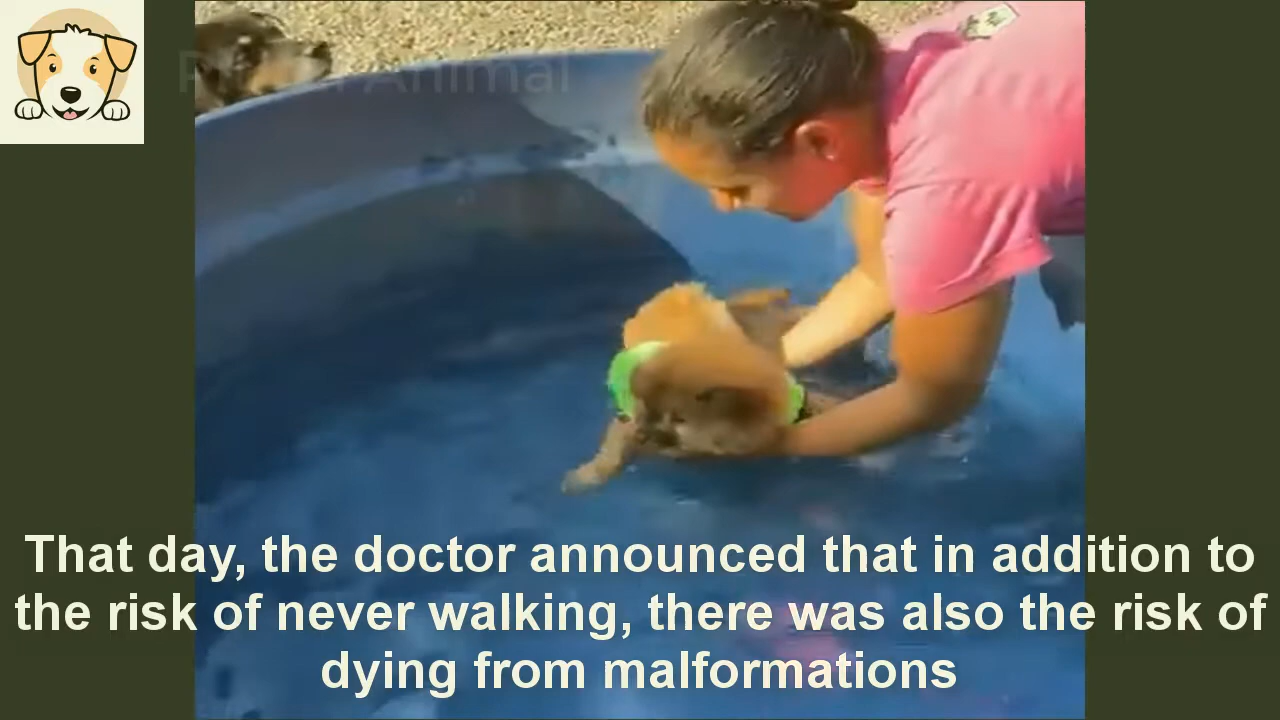 That day, the doctor announced that in addition to
the risk of never walking, there was also the risk of
dying from malformations
Animal